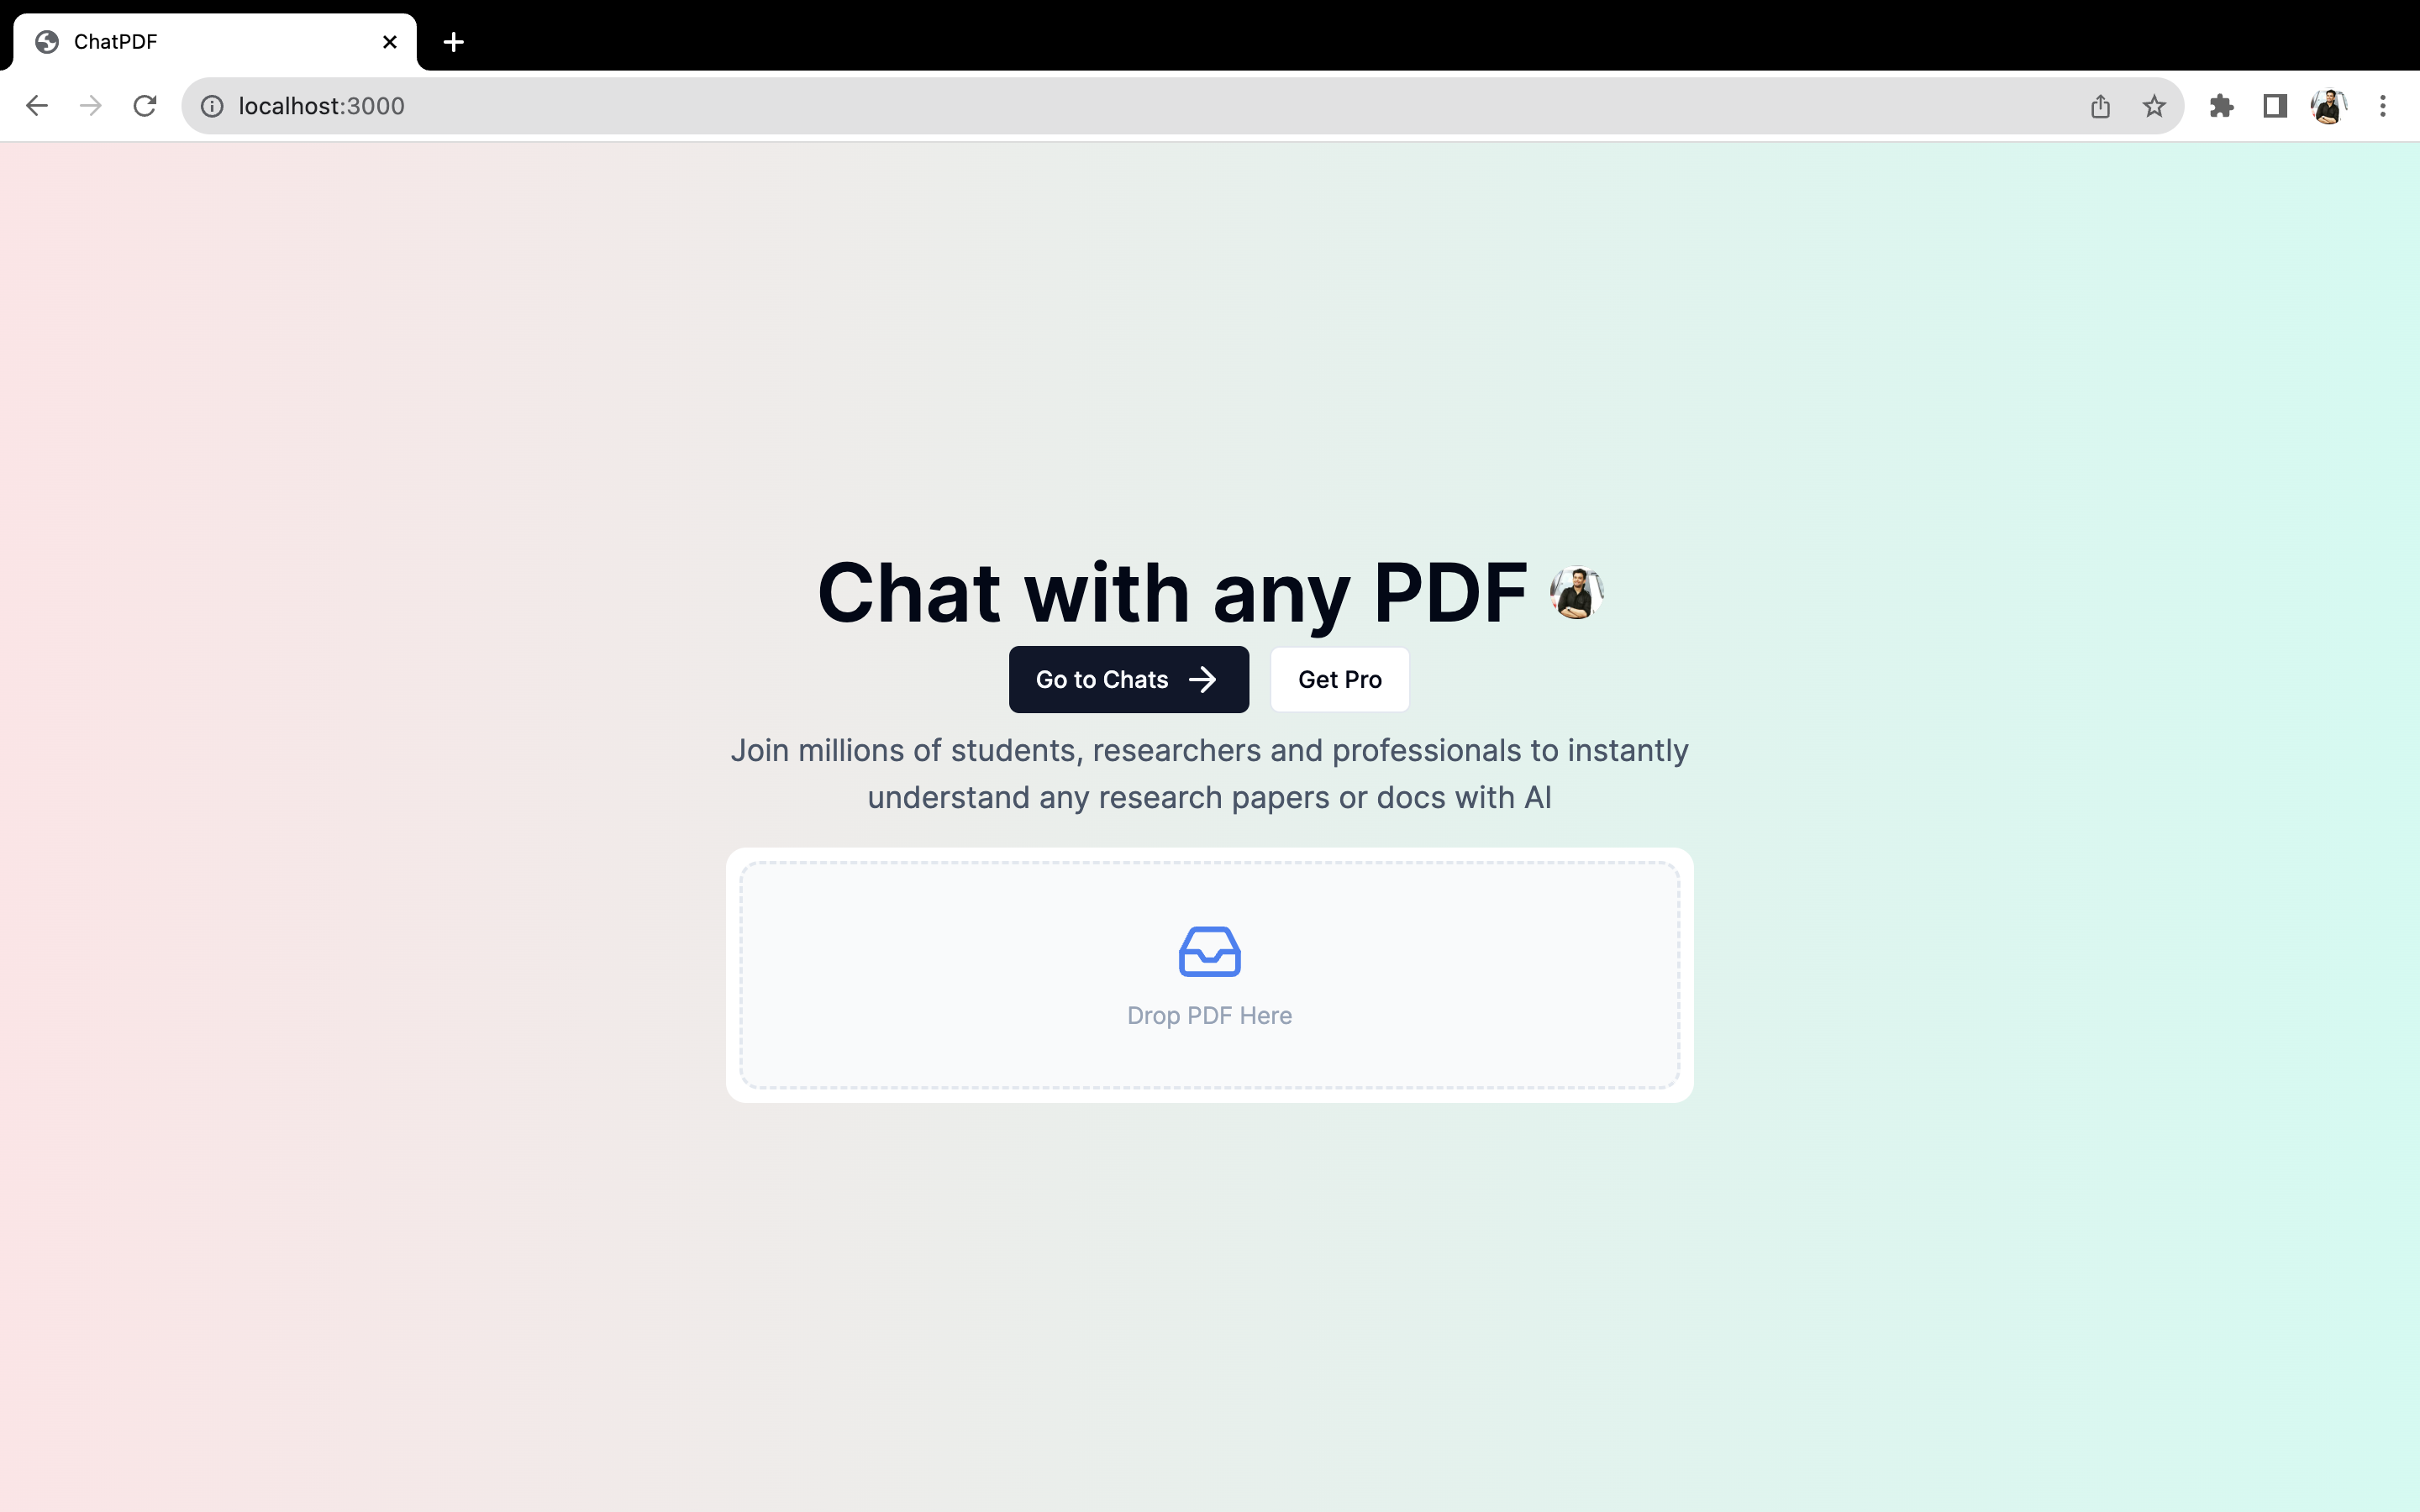 ChatPDF
localhost:3000
Chat with any PDF
Go to Chats
Get Pro
Join millions of students, researchers and professionals to instantly
understand any research papers or docs with AI
Drop PDF Here